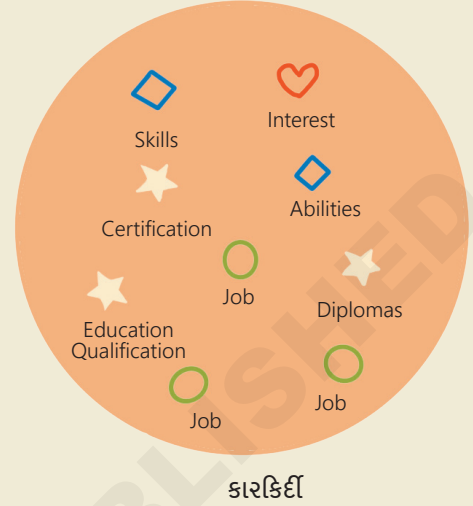 Interest
Skills
Abilities
Certification
Job
Diplomas
Education
Qualification
Job
Job
કારકિર્દી